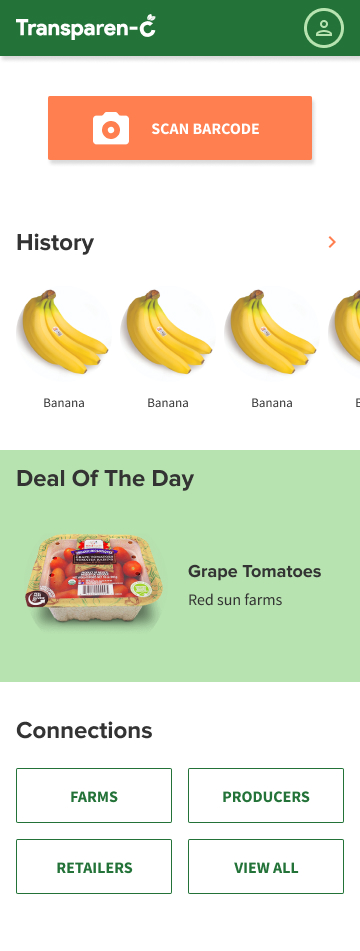 Transparen-C
SCAN BARCODE
History
Banana
Banana
Banana
Deal Of The Day
Grape Tomatoes
Red sun farms
Connections
FARMS
PRODUCERS
RETAILERS
VIEW ALL